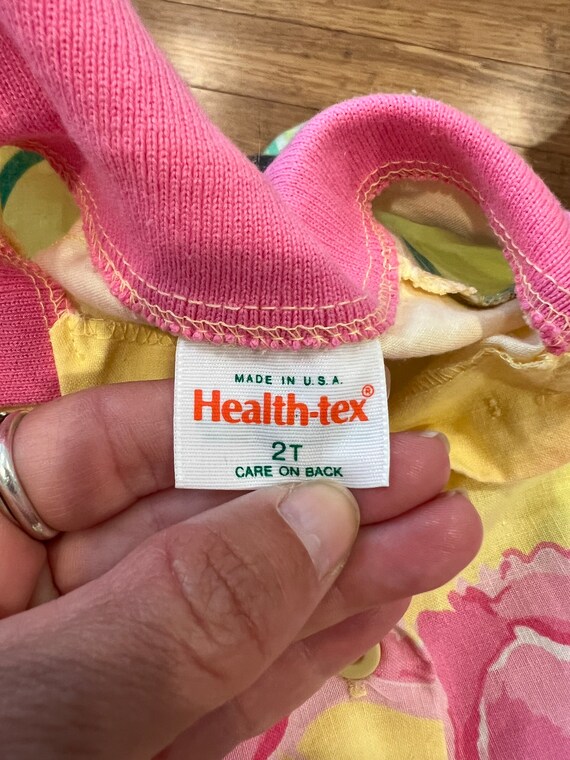 MADE IN U.S.A.
Health-tex®
2T
CARE ON BACK